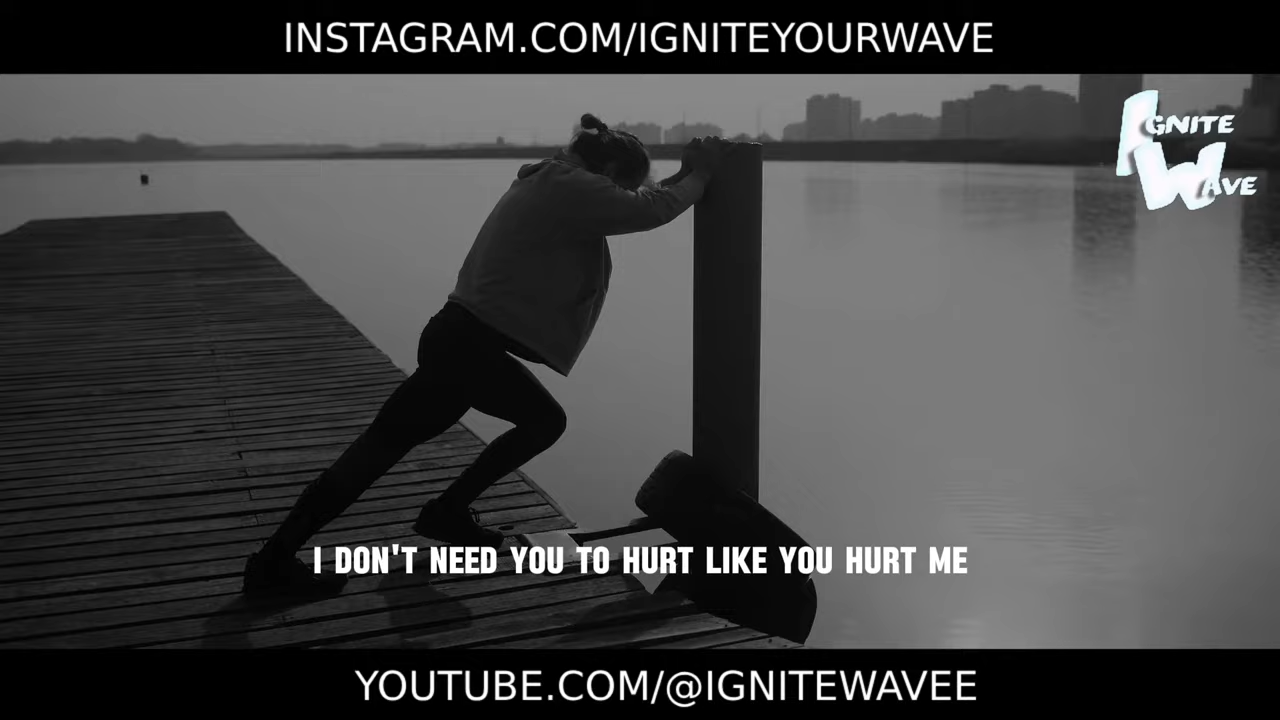 INSTAGRAM.COM/IGNITEYOURWAVE
IGNITE
WAVE
I DON'T NEED YOU TO HURT LIKE YOU HURT ME
YOUTUBE.COM/@IGNITEWAVEE